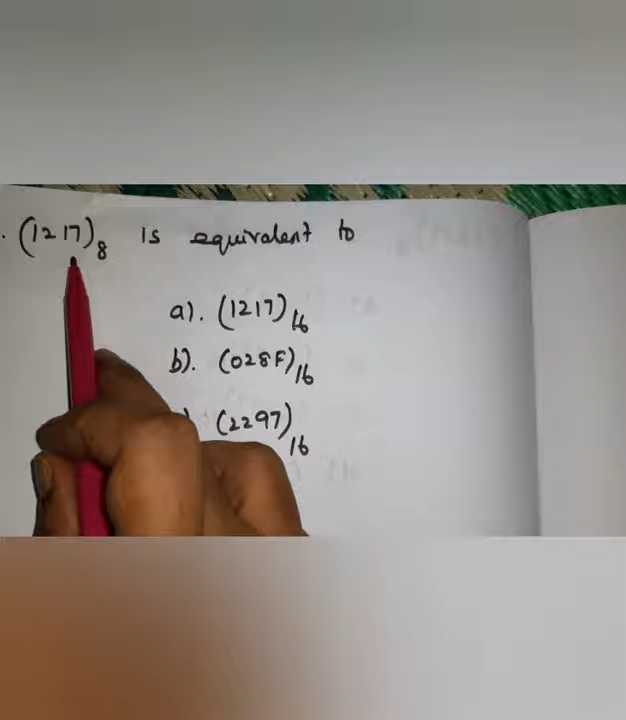 . (1217)8 is equivalent to
a). (1217)16
b). (028F)16
). (2297)16